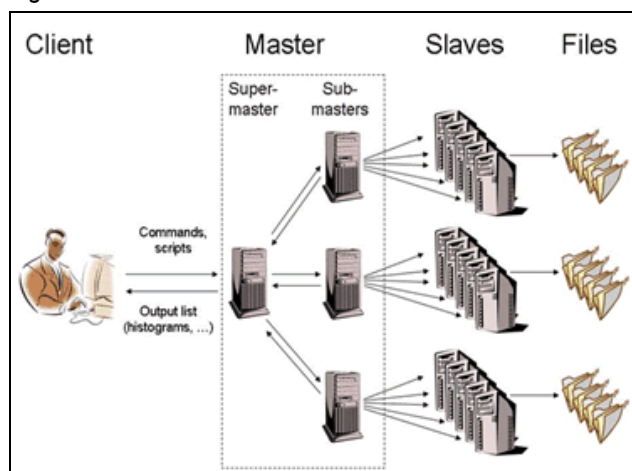 Client
Master
Slaves
Files
Super-
master
Sub-
masters
Commands,
scripts
Output list
(histograms, ...)